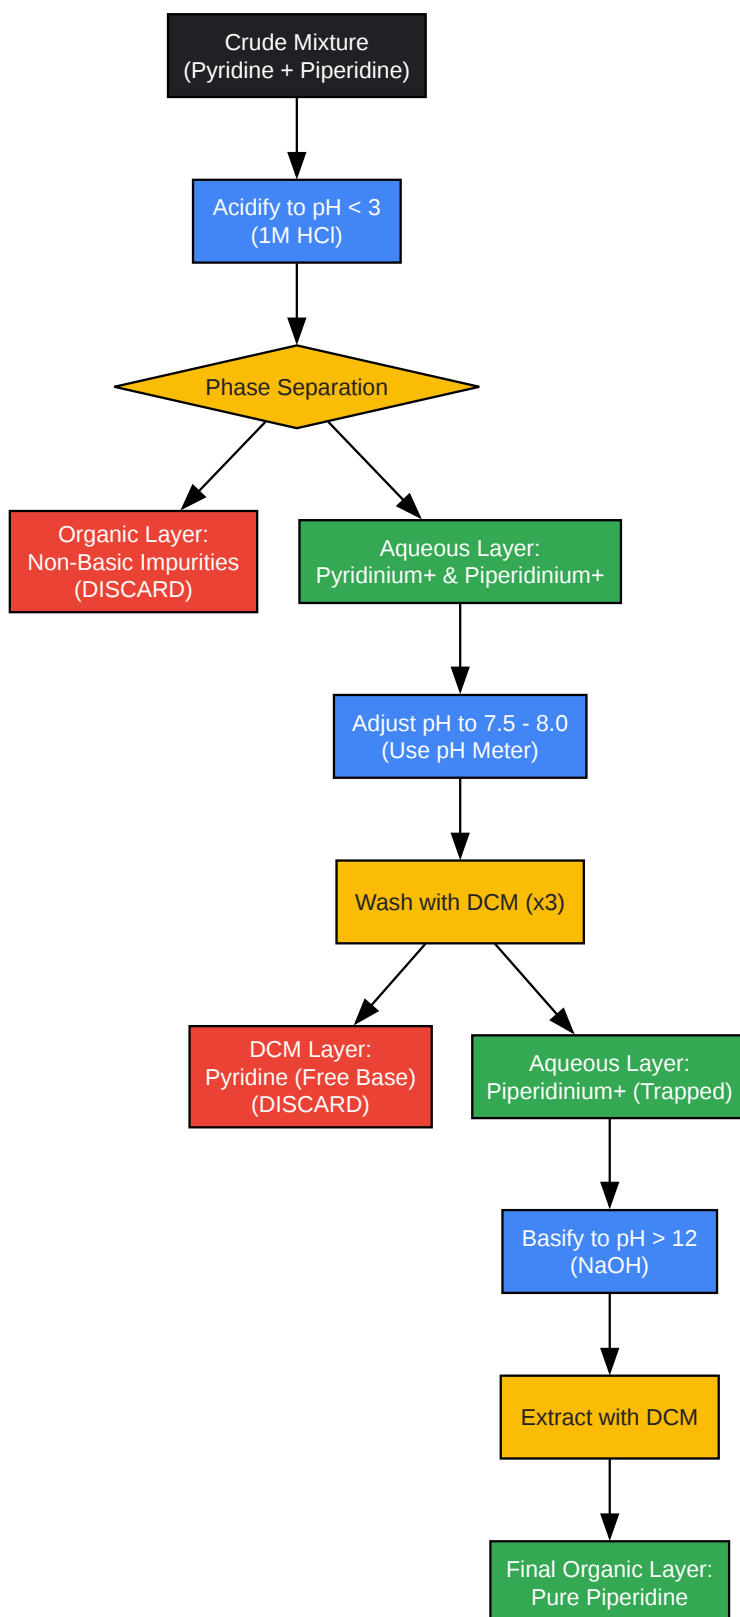 Crude Mixture
(Pyridine + Piperidine)
Acidify to pH < 3
(1M HCl)
Phase Separation
Organic Layer:
Non-Basic Impurities
(DISCARD)
Aqueous Layer:
Pyridinium+ & Piperidinium+
Adjust pH to 7.5 - 8.0
(Use pH Meter)
Wash with DCM (x3)
DCM Layer:
Pyridine (Free Base)
(DISCARD)
Aqueous Layer:
Piperidinium+ (Trapped)
Basify to pH > 12
(NaOH)
Extract with DCM
Final Organic Layer:
Pure Piperidine